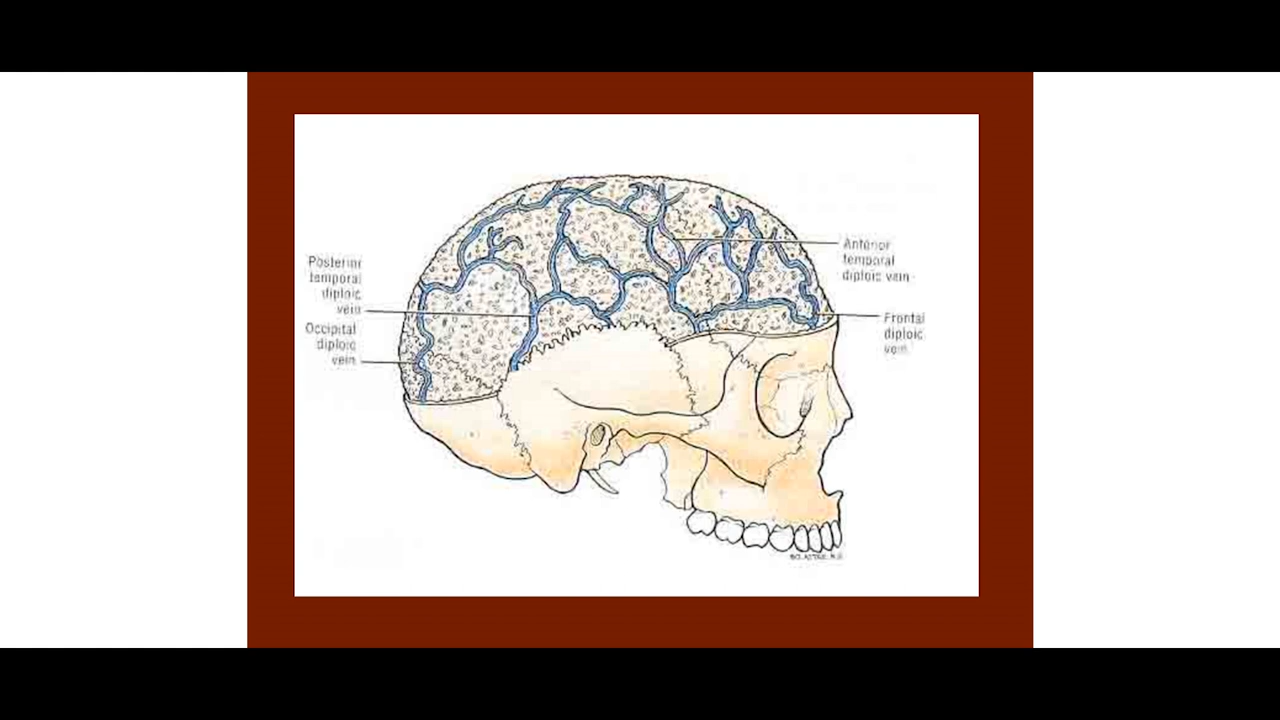 Posterior
temporal
diploic
vein
Occipital
diploic
vein
Anterior
temporal
diploic vein
Frontal
diploic
vein